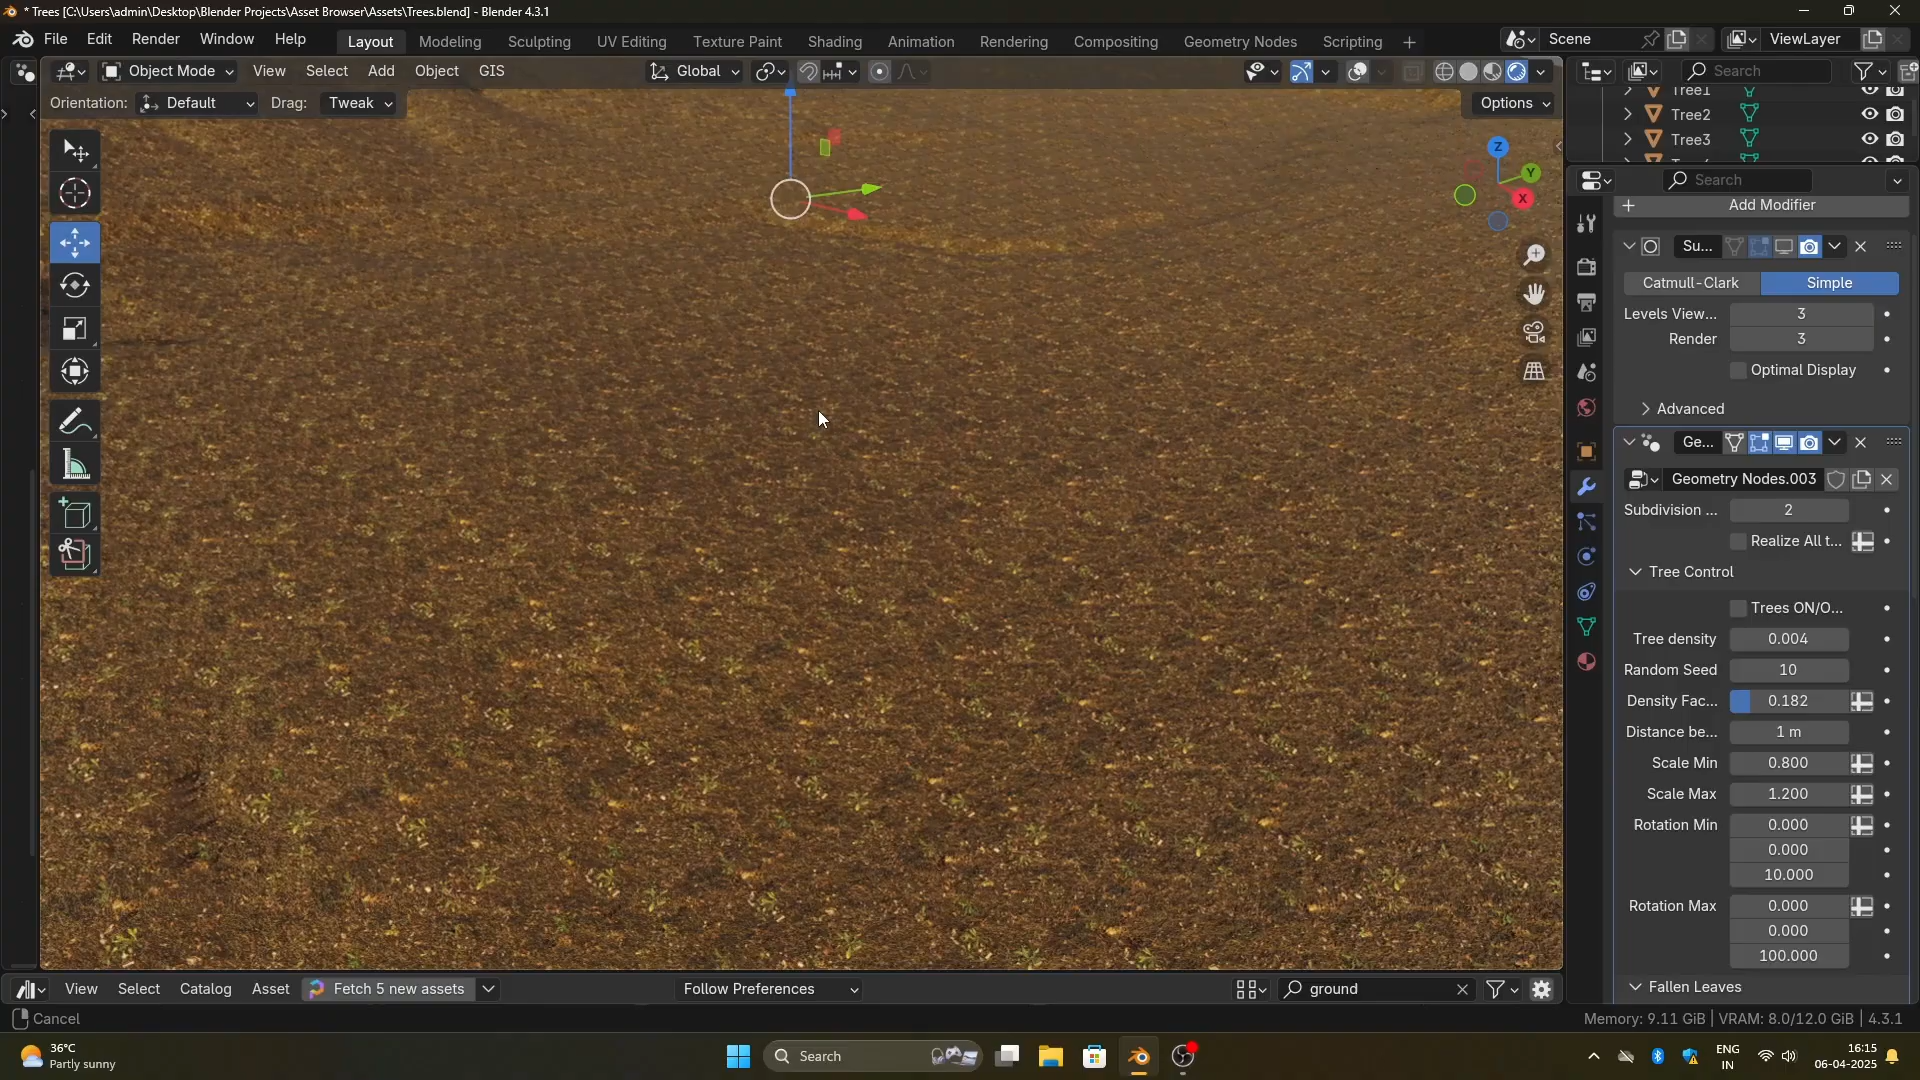 * Trees [C:\Users\admin\Desktop\Blender Projects\Asset Browser\Assets\Trees.blend] - Blender 4.3.1
File Edit Render Window Help Layout Modeling Sculpting UV Editing Texture Paint Shading Animation Rendering Compositing Geometry Nodes Scripting + Scene ViewLayer
Object Mode View Select Add Object GIS Global Search
Orientation: Default Drag: Tweak Options
Tree1
Tree2
Tree3
Z
Y
X
Search
Add Modifier
Su...
Catmull-Clark Simple
Levels View... 3
Render 3
Optimal Display
Advanced
Ge...
Geometry Nodes.003
Subdivision ... 2
Realize All t...
Tree Control
Trees ON/O...
Tree density 0.004
Random Seed 10
Density Fac... 0.182
Distance be... 1 m
Scale Min 0.800
Scale Max 1.200
Rotation Min 0.000
0.000
10.000
Rotation Max 0.000
0.000
100.000
Fallen Leaves
View Select Catalog Asset Fetch 5 new assets Follow Preferences ground
Cancel Memory: 9.11 GiB | VRAM: 8.0/12.0 GiB | 4.3.1
36°C
Partly sunny
Search
ENG
IN
16:15
06-04-2025